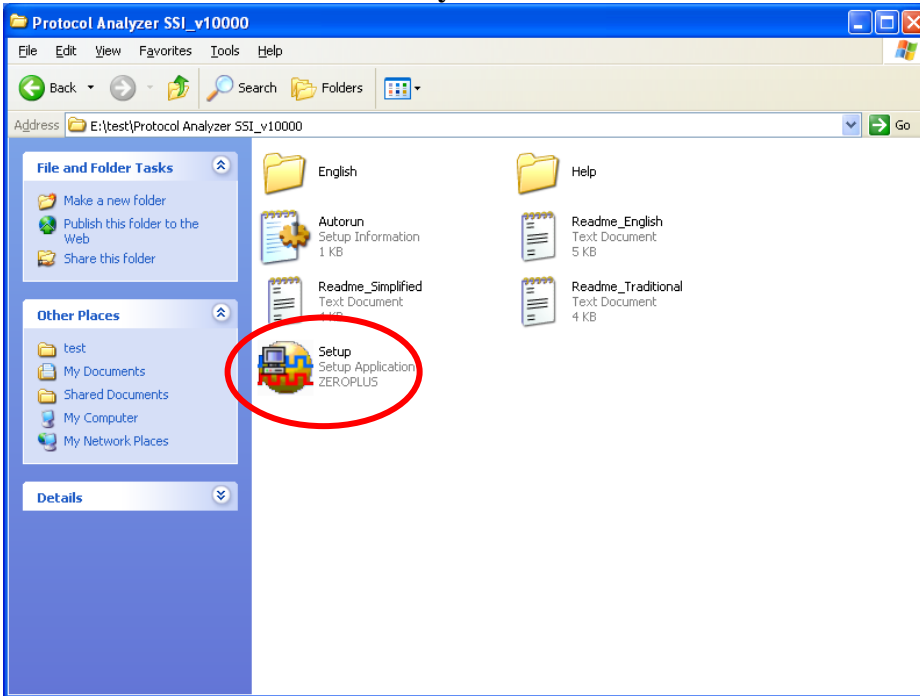 Protocol Analyzer SSI_v10000
File Edit View Favorites Tools Help
Back Search Folders
Address E:\test\Protocol Analyzer SSI_v10000 Go
File and Folder Tasks
Make a new folder
Publish this folder to the
Web
Share this folder
Other Places
test
My Documents
Shared Documents
My Computer
My Network Places
Details
English
Help
Autorun
Setup Information
1 KB
Readme_English
Text Document
5 KB
Readme_Simplified
Text Document
4 KB
Readme_Traditional
Text Document
4 KB
Setup
Setup Application
ZEROPLUS